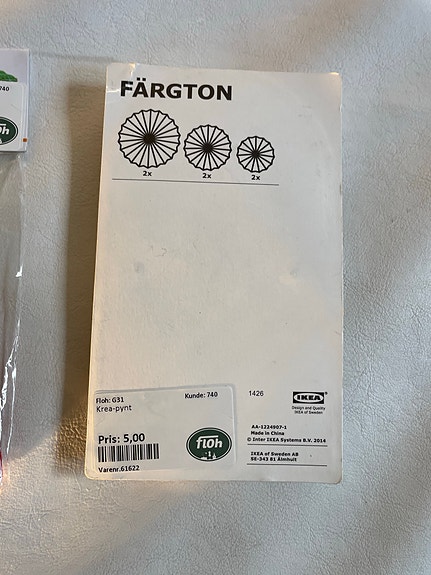 740
floh
FÄRGTON
2x
2x
2x
Floh: G31
Kunde: 740
Krea-pynt
Pris: 5,00
floh
Varenr.61622
1426
IKEA
Design and Quality
IKEA of Sweden
AA-1224907-1
Made in China
© Inter IKEA Systems B.V. 2014
IKEA of Sweden AB
SE-343 81 Älmhult